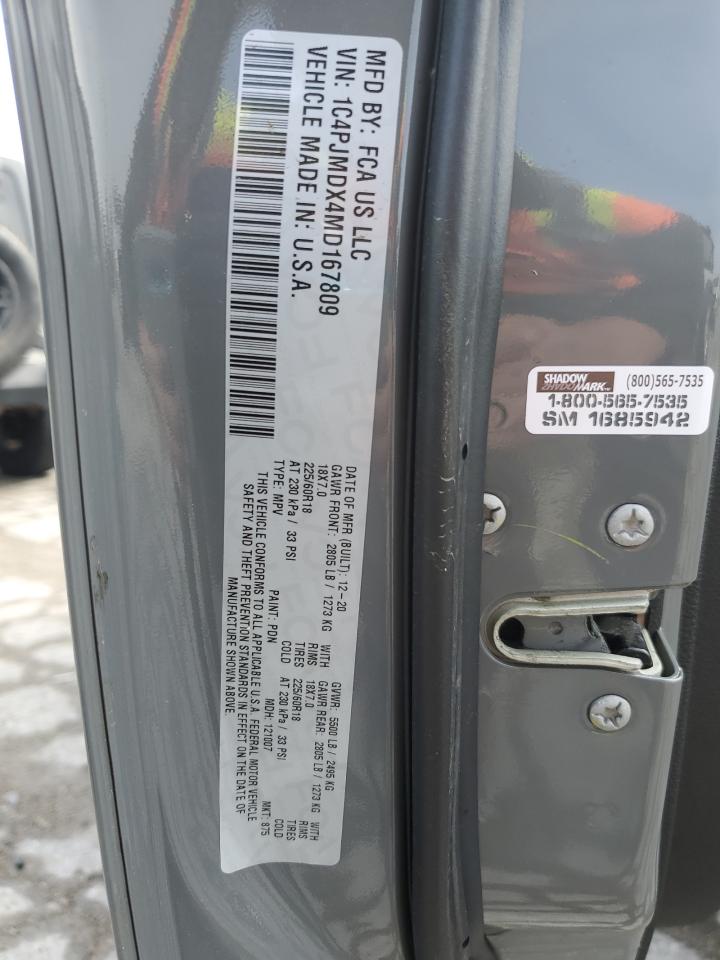 MFD BY: FCA US LLC
VIN: 1C4PJMDX4MD167809
VEHICLE MADE IN: U.S.A.
DATE OF MFR (BUILT): 12-20 GVWR: 5500 LB / 2495 KG
GAWR FRONT: 2805 LB / 1273 KG WITH GAWR REAR: 2805 LB / 1273 KG WITH
18X7.0 RIMS 18X7.0 RIMS
225/60R18 TIRES 225/60R18 TIRES
AT 230 kPa / 33 PSI COLD AT 230 kPa / 33 PSI COLD
TYPE: MPV PAINT: PDN MDH: 121007 MKT: 875
THIS VEHICLE CONFORMS TO ALL APPLICABLE U.S.A. FEDERAL MOTOR VEHICLE
SAFETY AND THEFT PREVENTION STANDARDS IN EFFECT ON THE DATE OF
MANUFACTURE SHOWN ABOVE.
SHADOW MARK (800)565-7535
1-800-565-7535
SM 1685942